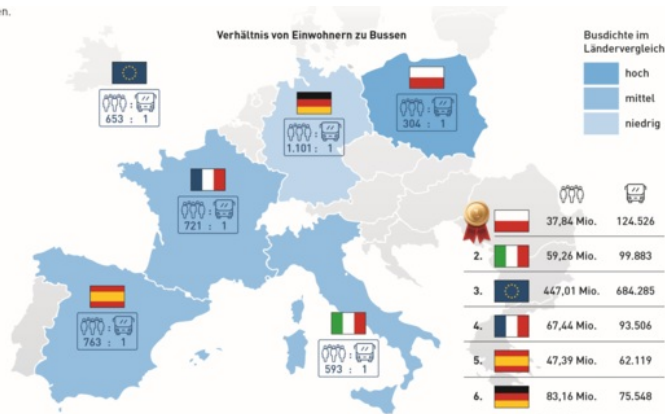 en.
Verhältnis von Einwohnern zu Bussen
Busdichte im
Ländervergleich
hoch
mittel
niedrig
653 : 1
1.101 : 1
304 : 1
721 : 1
763 : 1
593 : 1
37,84 Mio. 124.526
2. 59,26 Mio. 99.883
3. 447,01 Mio. 684.285
4. 67,44 Mio. 93.506
5. 47,39 Mio. 62.119
6. 83,16 Mio. 75.548